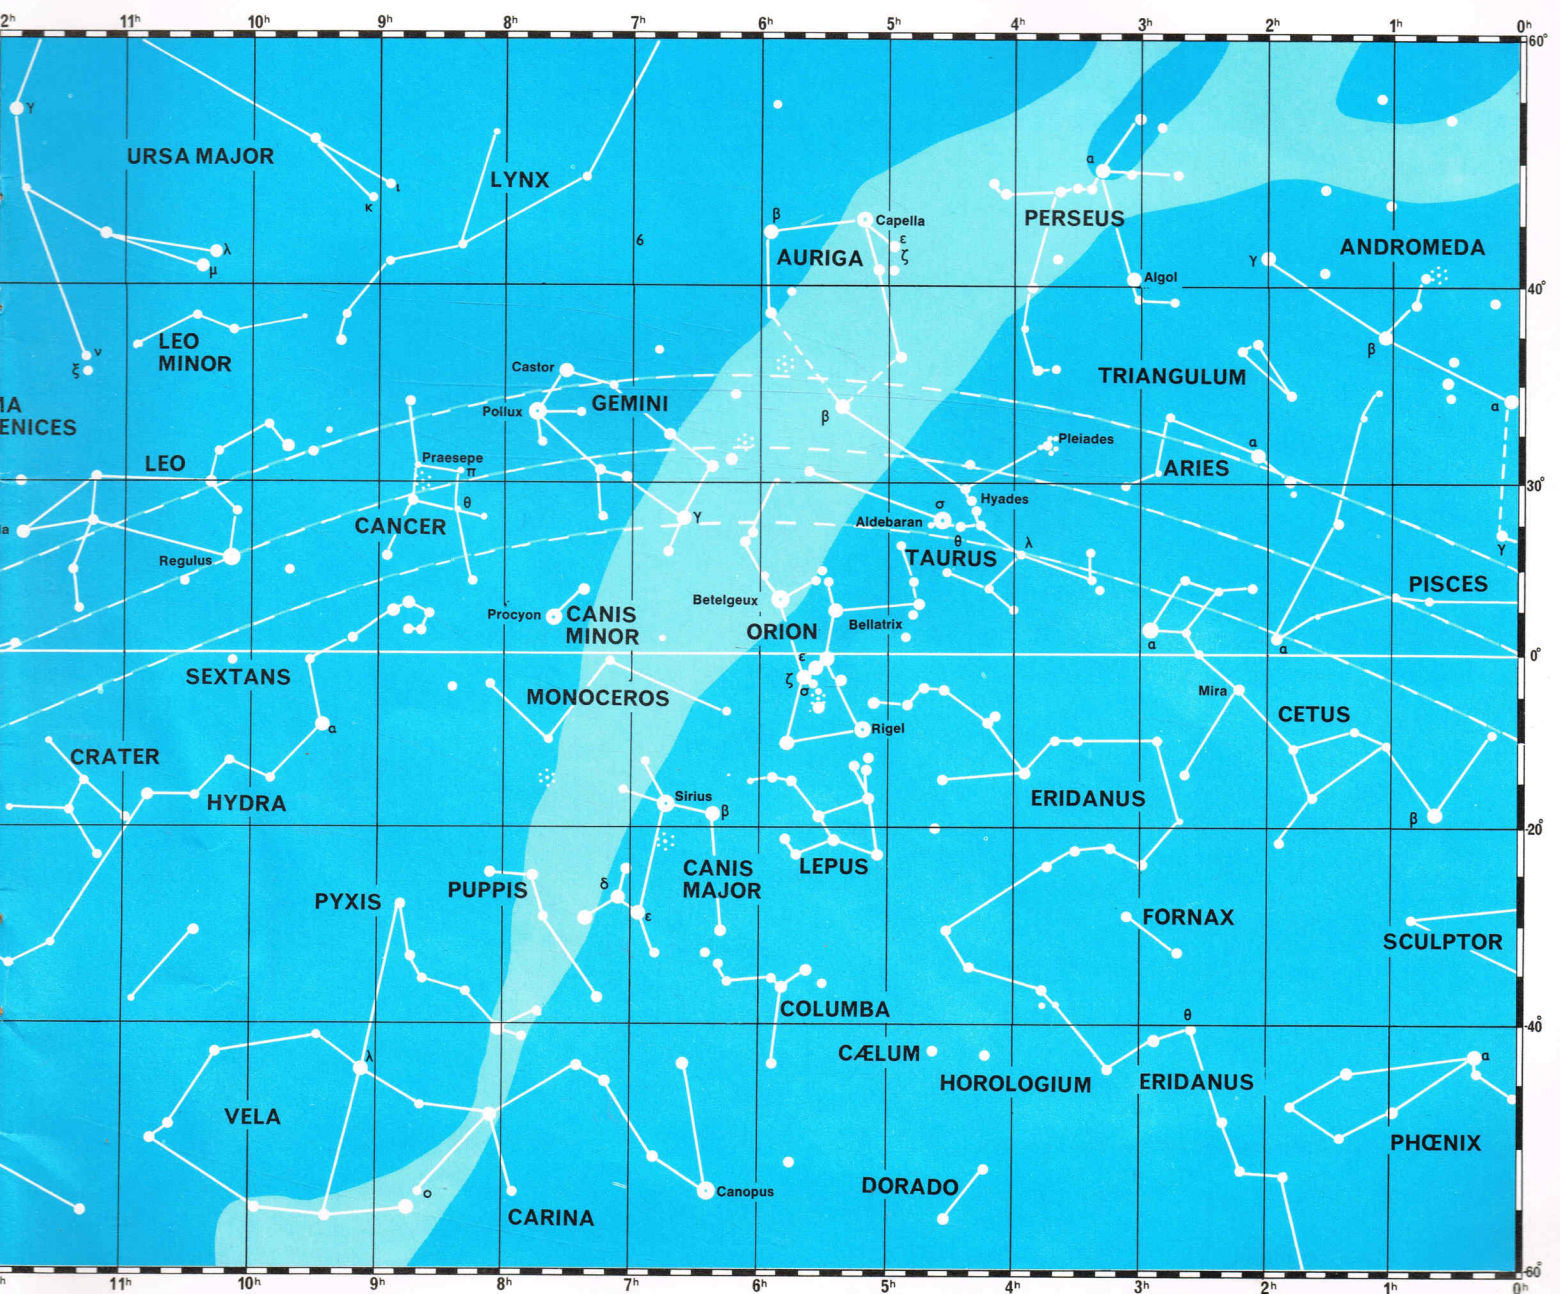 2h 11h 10h 9h 8h 7h 6h 5h 4h 3h 2h 1h 0h
60°
γ
URSA MAJOR
ι
κ
LYNX
α
PERSEUS
β
Capella
ε
ζ
AURIGA
6
λ
μ
γ
ANDROMEDA
Algol
40°
LEO
MINOR
ν
ξ
β
Castor
TRIANGULUM
Pollux
GEMINI
α
β
ENICES
Pleiades
α
ARIES
LEO
Praesepe
π
30°
θ
Hyades
σ
γ
Aldebaran
CANCER
θ
λ
γ
TAURUS
Regulus
PISCES
Betelgeux
Procyon
CANIS
MINOR
Bellatrix
ORION
α
α
0°
ε
SEXTANS
ζ
σ
Mira
MONOCEROS
CETUS
α
Rigel
CRATER
HYDRA
Sirius
β
ERIDANUS
β
-20°
CANIS
MAJOR
LEPUS
δ
PUPPIS
PYXIS
ε
FORNAX
SCULPTOR
COLUMBA
θ
-40°
CÆLUM
λ
α
HOROLOGIUM
ERIDANUS
VELA
PHŒNIX
DORADO
Canopus
ο
CARINA
h 11h 10h 9h 8h 7h 6h 5h 4h 3h 2h 1h 0h
60°